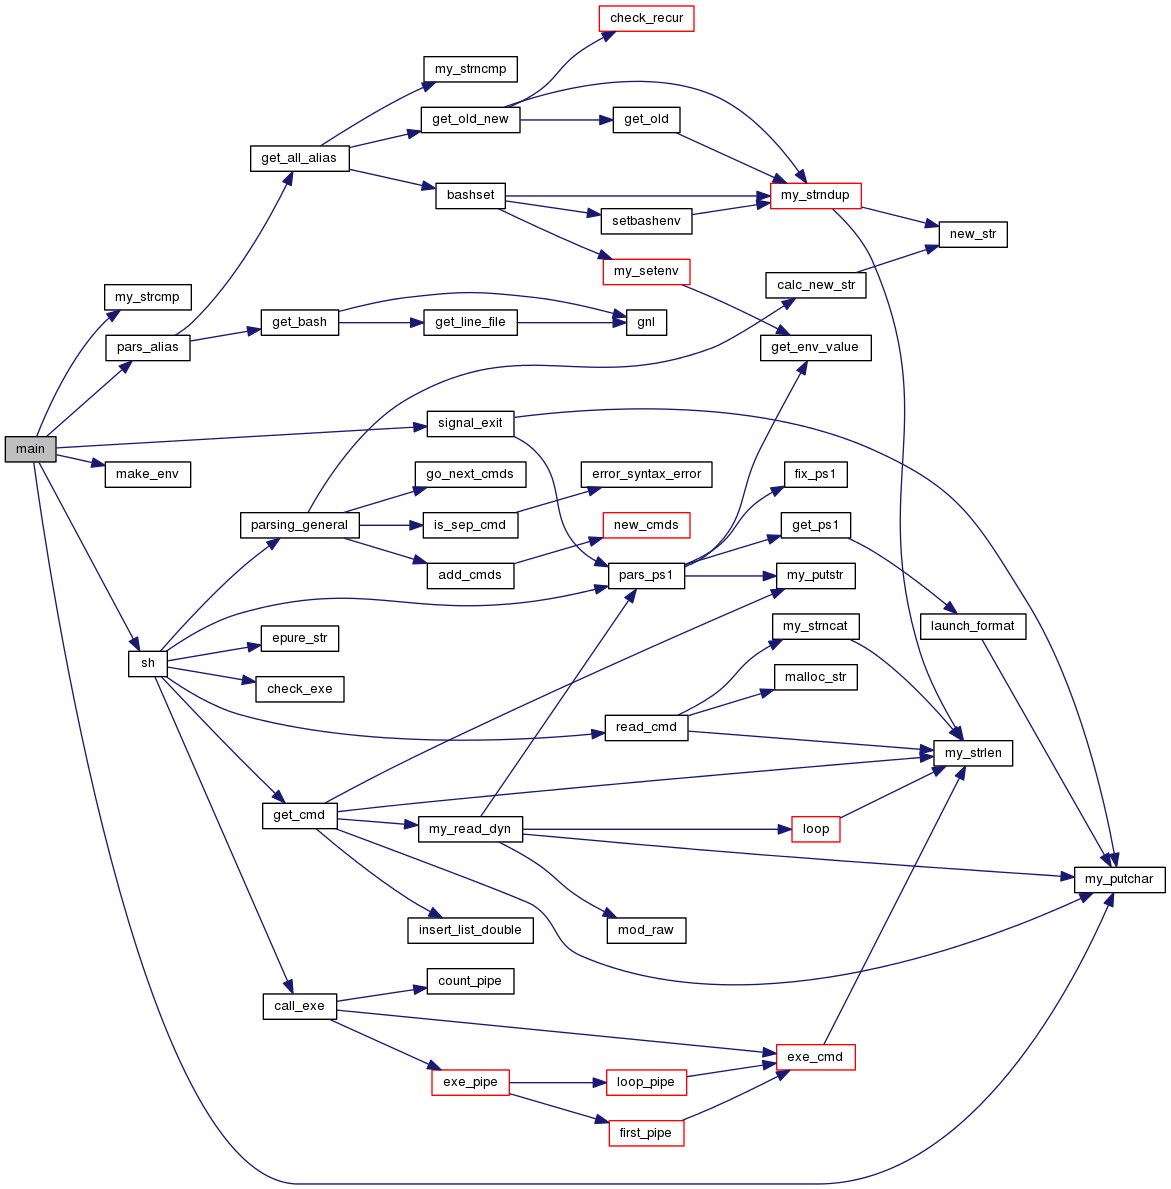 check_recur
my_strncmp
get_old_new
get_old
get_all_alias
bashset
my_strndup
setbashenv
new_str
my_setenv
calc_new_str
my_strcmp
get_bash
get_line_file
gnl
pars_alias
get_env_value
signal_exit
main
make_env
go_next_cmds
error_syntax_error
fix_ps1
parsing_general
is_sep_cmd
new_cmds
get_ps1
add_cmds
pars_ps1
my_putstr
epure_str
my_strncat
launch_format
sh
check_exe
malloc_str
read_cmd
my_strlen
get_cmd
my_read_dyn
loop
my_putchar
insert_list_double
mod_raw
count_pipe
call_exe
exe_cmd
exe_pipe
loop_pipe
first_pipe